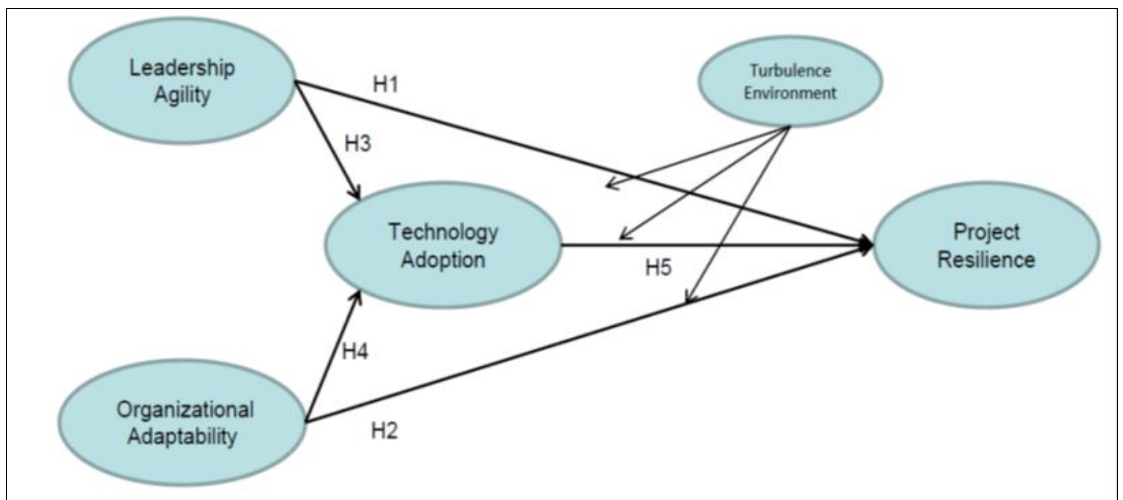 Leadership
Agility
H1
Turbulence
Environment
H3
Technology
Adoption
Project
Resilience
H5
H4
Organizational
Adaptability
H2